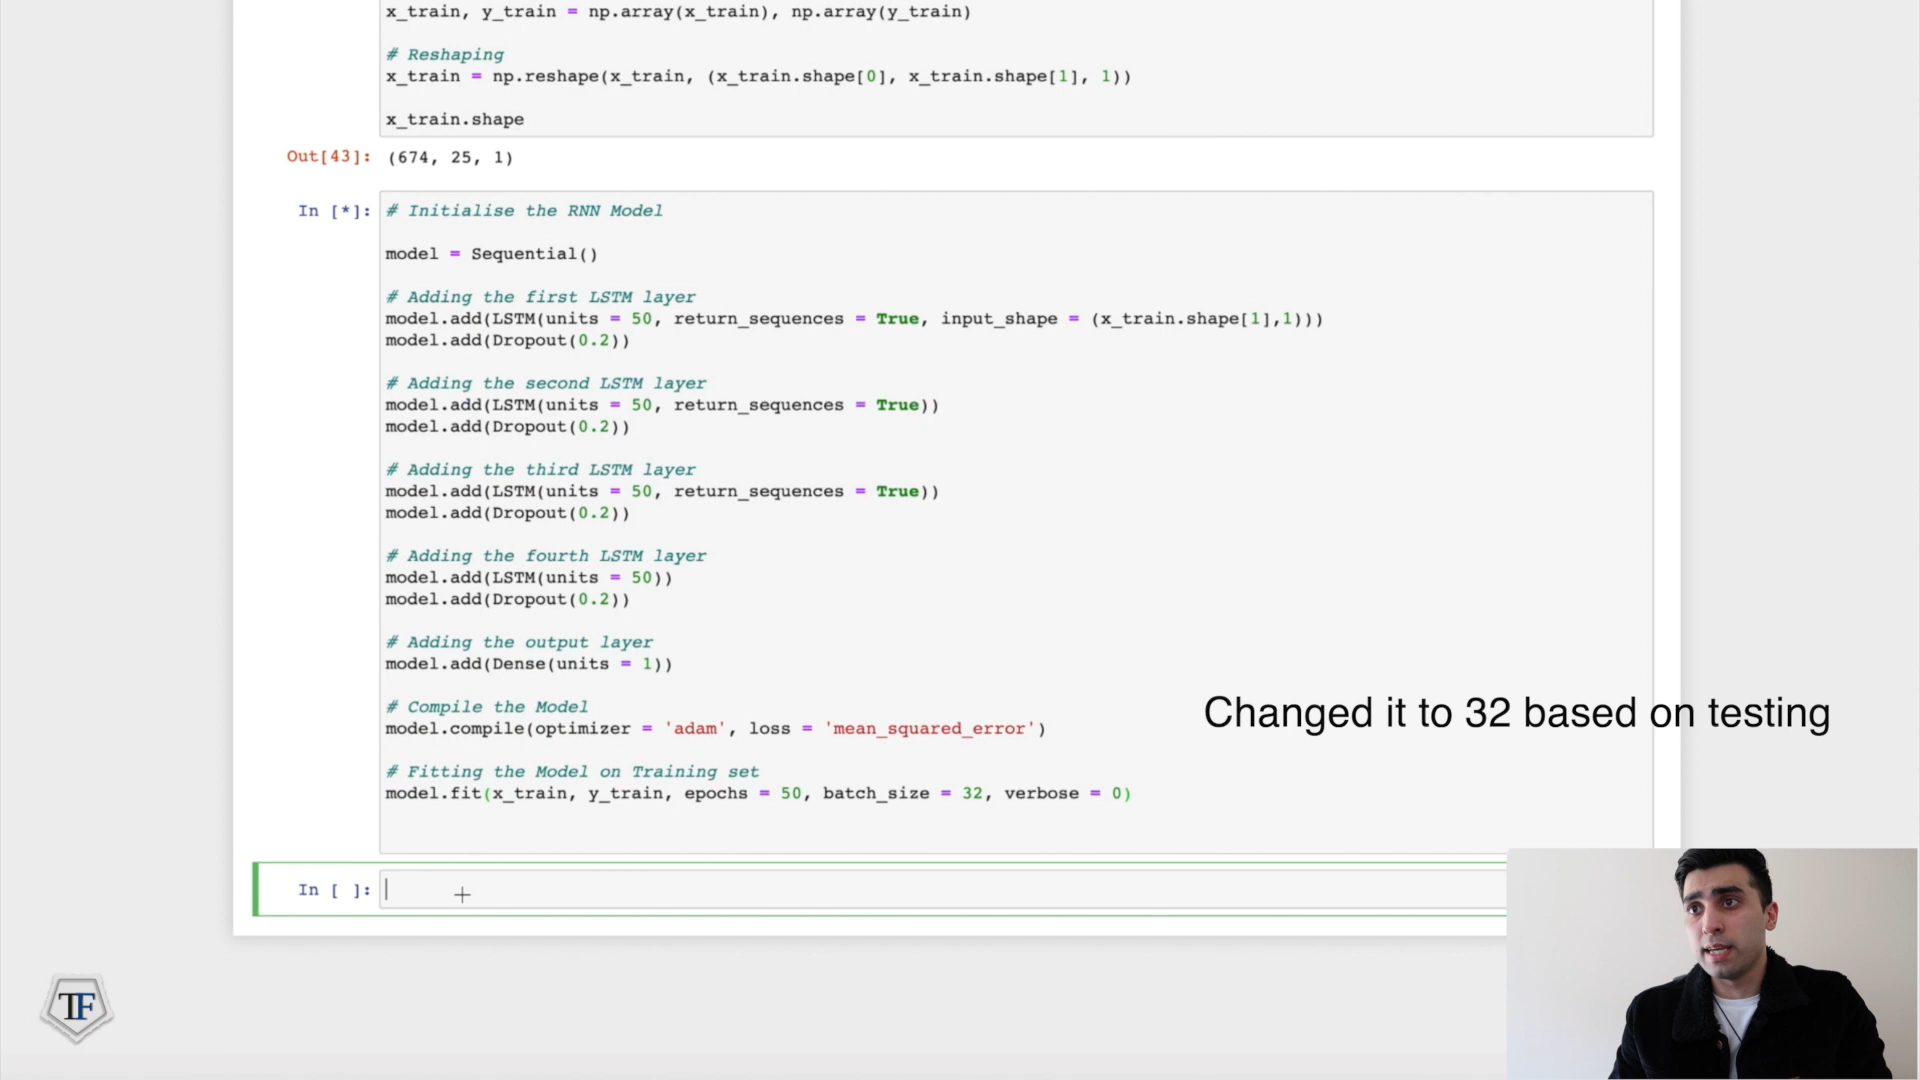 x_train, y_train = np.array(x_train), np.array(y_train)
# Reshaping
x_train = np.reshape(x_train, (x_train.shape[0], x_train.shape[1], 1))
x_train.shape
Out[43]: (674, 25, 1)
In [*]: # Initialise the RNN Model
model = Sequential()
# Adding the first LSTM layer
model.add(LSTM(units = 50, return_sequences = True, input_shape = (x_train.shape[1],1)))
model.add(Dropout(0.2))
# Adding the second LSTM layer
model.add(LSTM(units = 50, return_sequences = True))
model.add(Dropout(0.2))
# Adding the third LSTM layer
model.add(LSTM(units = 50, return_sequences = True))
model.add(Dropout(0.2))
# Adding the fourth LSTM layer
model.add(LSTM(units = 50))
model.add(Dropout(0.2))
# Adding the output layer
model.add(Dense(units = 1))
# Compile the Model
model.compile(optimizer = 'adam', loss = 'mean_squared_error')
Changed it to 32 based on testing
# Fitting the Model on Training set
model.fit(x_train, y_train, epochs = 50, batch_size = 32, verbose = 0)
In [ ]:
TF